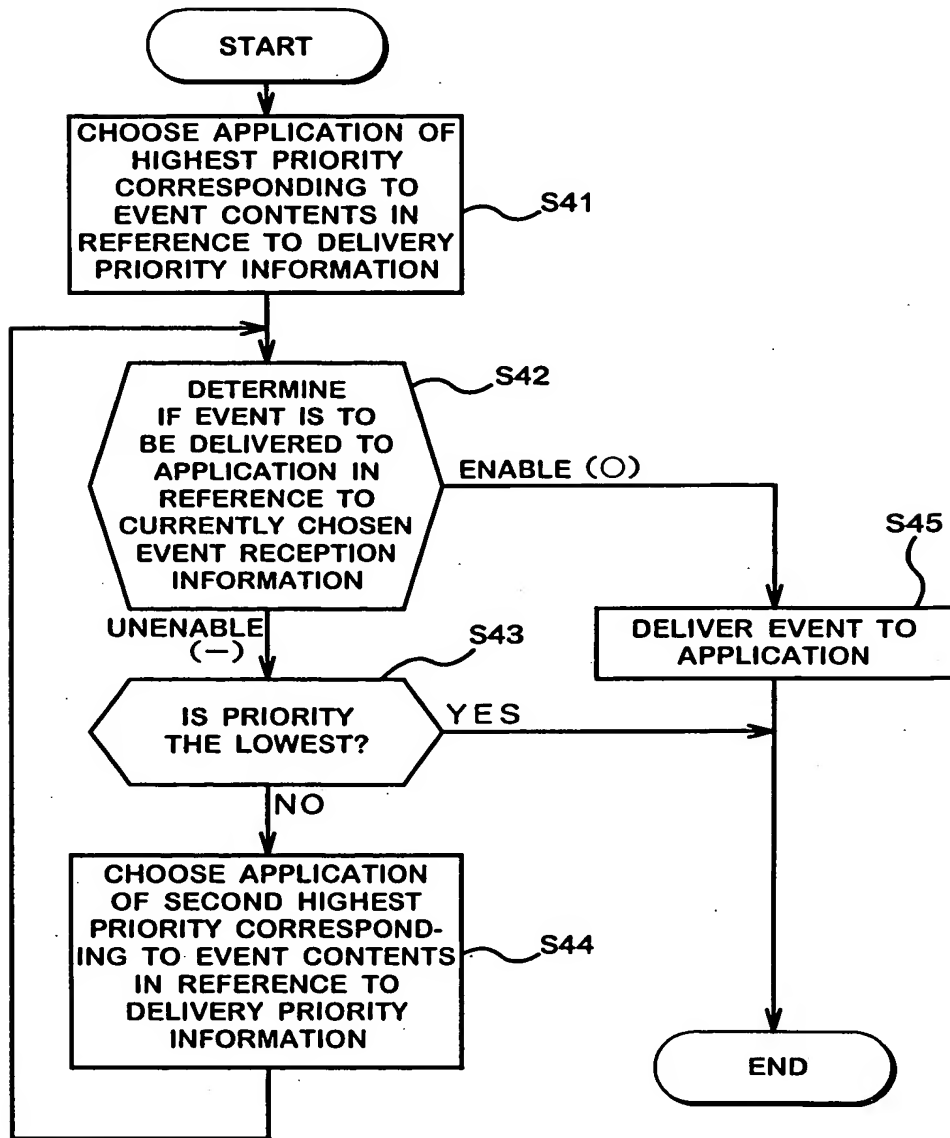 START
CHOOSE APPLICATION OF
HIGHEST PRIORITY
CORRESPONDING TO
EVENT CONTENTS IN
REFERENCE TO DELIVERY
PRIORITY INFORMATION
S41
DETERMINE
IF EVENT IS TO
BE DELIVERED TO
APPLICATION IN
REFERENCE TO
CURRENTLY CHOSEN
EVENT RECEPTION
INFORMATION
S42
ENABLE (○)
S45
DELIVER EVENT TO
APPLICATION
UNENABLE
(—)
S43
IS PRIORITY
THE LOWEST?
YES
NO
CHOOSE APPLICATION
OF SECOND HIGHEST
PRIORITY CORRESPOND-
ING TO EVENT CONTENTS
IN REFERENCE TO
DELIVERY PRIORITY
INFORMATION
S44
END